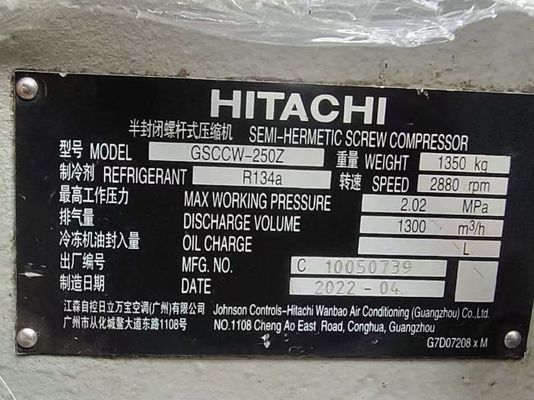 HITACHI
半封闭螺杆式压缩机 SEMI-HERMETIC SCREW COMPRESSOR
型号 MODEL GSCCW-250Z 重量 WEIGHT 1350 kg
制冷剂 REFRIGERANT R134a 转速 SPEED 2880 rpm
最高工作压力 MAX WORKING PRESSURE 2.02 MPa
排气量 DISCHARGE VOLUME 1300 m³/h
冷冻机油封入量 OIL CHARGE L
出厂编号 MFG. NO. C 10050739
制造日期 DATE 2022-04
江森自控日立万宝空调(广州)有限公司 Johnson Controls-Hitachi Wanbao Air Conditioning (Guangzhou) Co.,Ltd.
广州市从化城鳌大道东路1108号 NO.1108 Cheng Ao East Road, Conghua, Guangzhou
G7D07208 x M